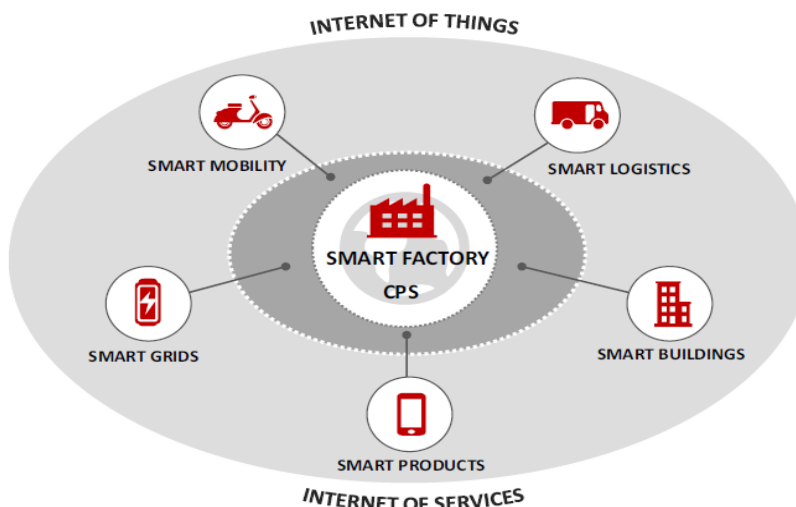 INTERNET OF THINGS
SMART MOBILITY
SMART LOGISTICS
SMART FACTORY
CPS
SMART GRIDS
SMART BUILDINGS
SMART PRODUCTS
INTERNET OF SERVICES